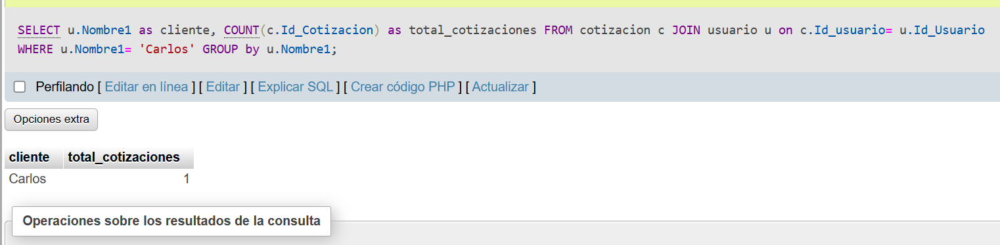 SELECT u.Nombre1 as cliente, COUNT(c.Id_Cotizacion) as total_cotizaciones FROM cotizacion c JOIN usuario u on c.Id_usuario= u.Id_Usuario
WHERE u.Nombre1= 'Carlos' GROUP by u.Nombre1;
Perfilando [ Editar en línea ] [ Editar ] [ Explicar SQL ] [ Crear código PHP ] [ Actualizar ]
Opciones extra
cliente total_cotizaciones
Carlos 1
Operaciones sobre los resultados de la consulta